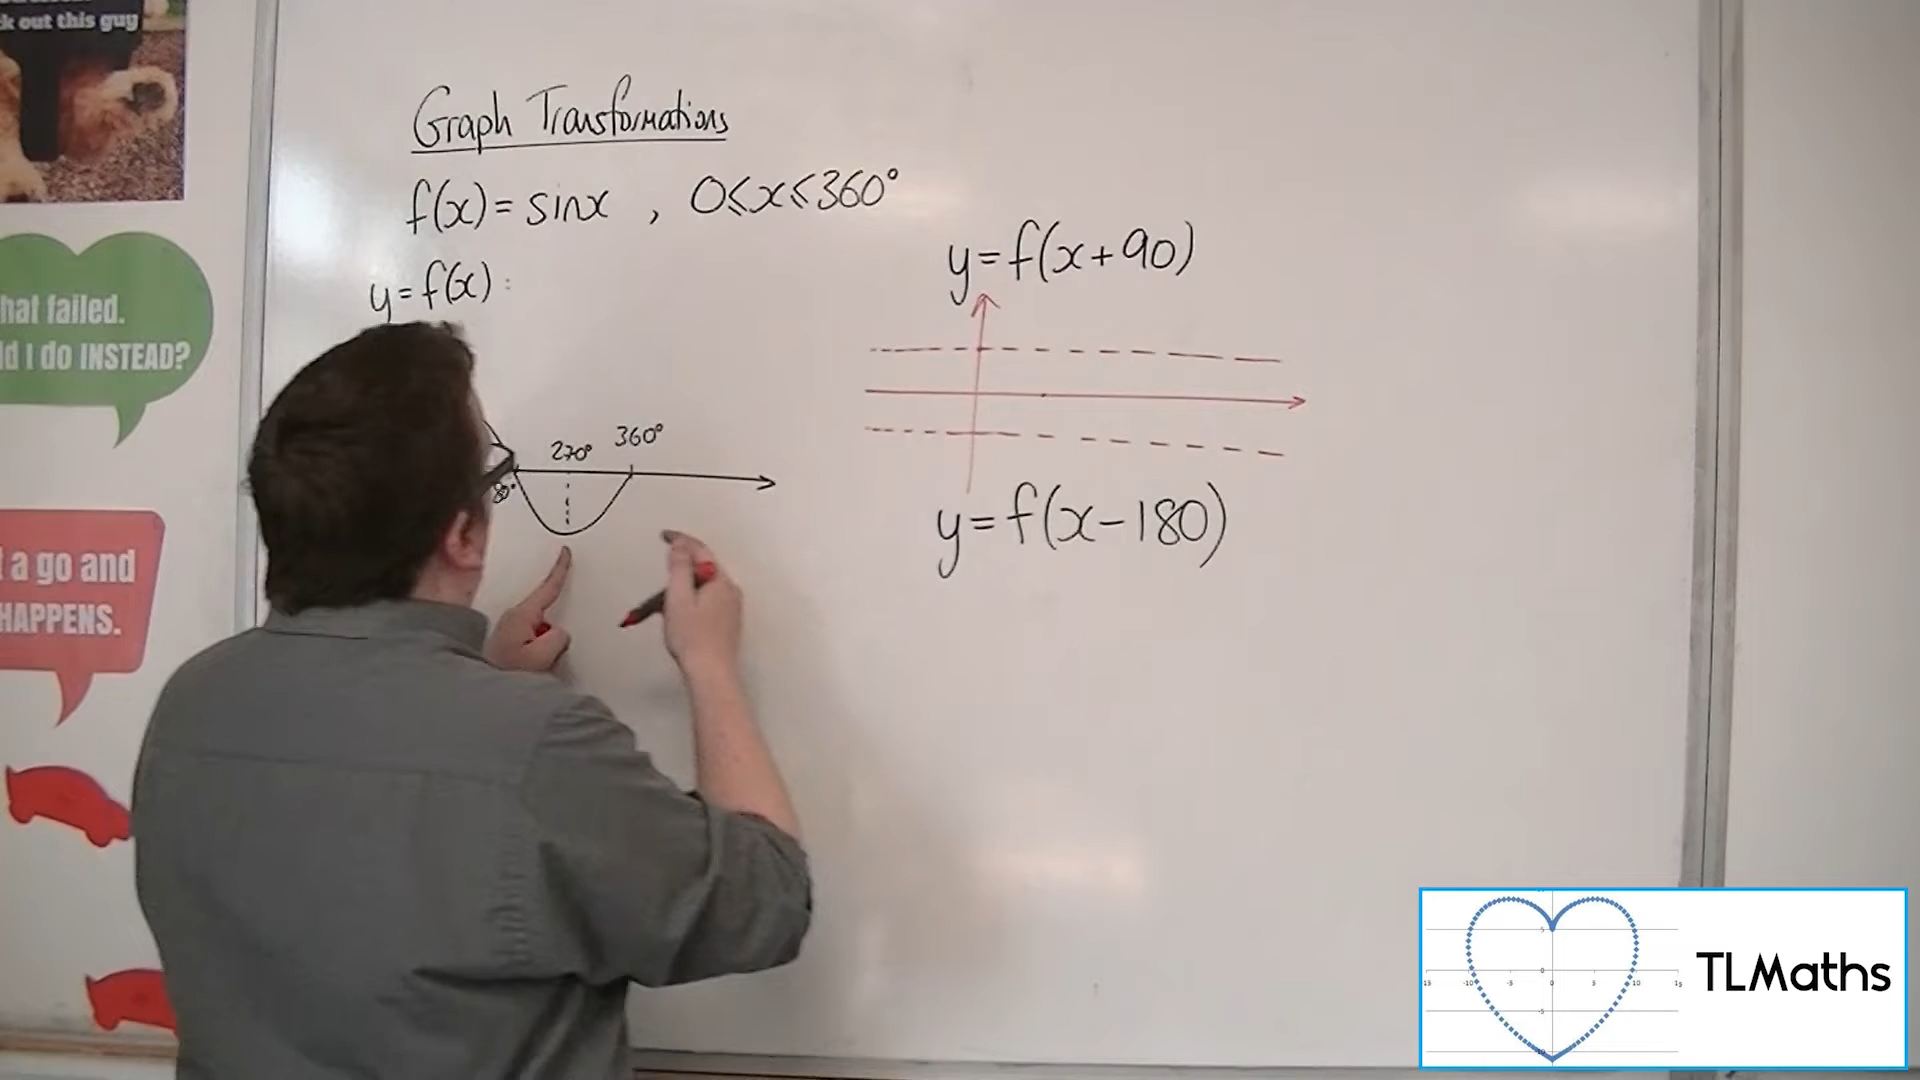 k out this guy
hat failed.
ld I do INSTEAD?
t a go and
HAPPENS.
Graph Transformations
f(x) = sinx , 0≤x≤360°
y = f(x) :
270° 360°
8°
y = f(x + 90)
y = f(x - 180)
TLMaths